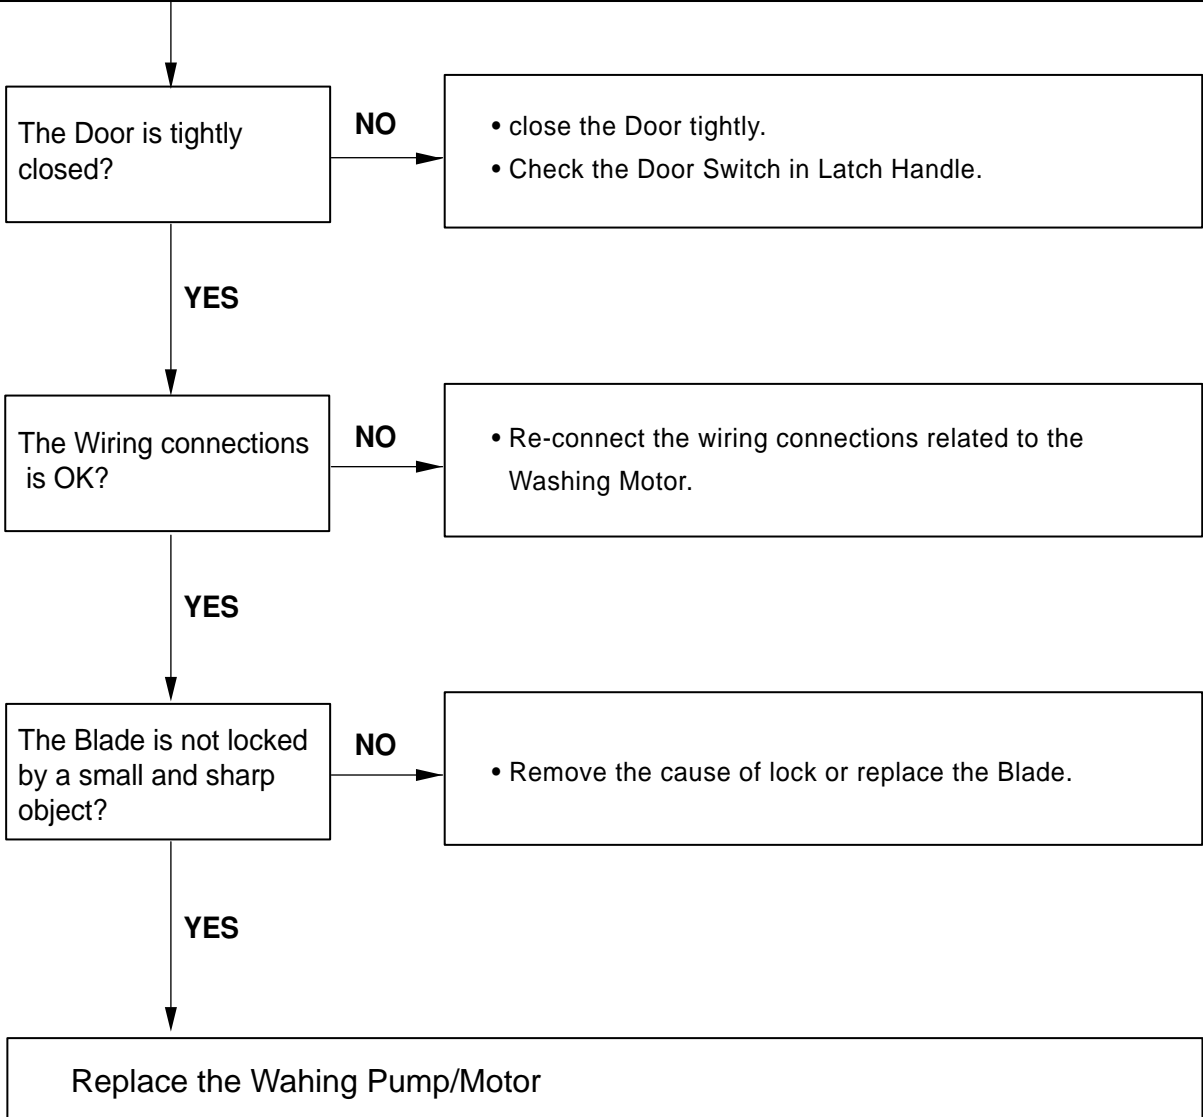 The Door is tightly
closed?
NO
• close the Door tightly.
• Check the Door Switch in Latch Handle.
YES
The Wiring connections
is OK?
NO
• Re-connect the wiring connections related to the
Washing Motor.
YES
The Blade is not locked
by a small and sharp
object?
NO
• Remove the cause of lock or replace the Blade.
YES
Replace the Wahing Pump/Motor